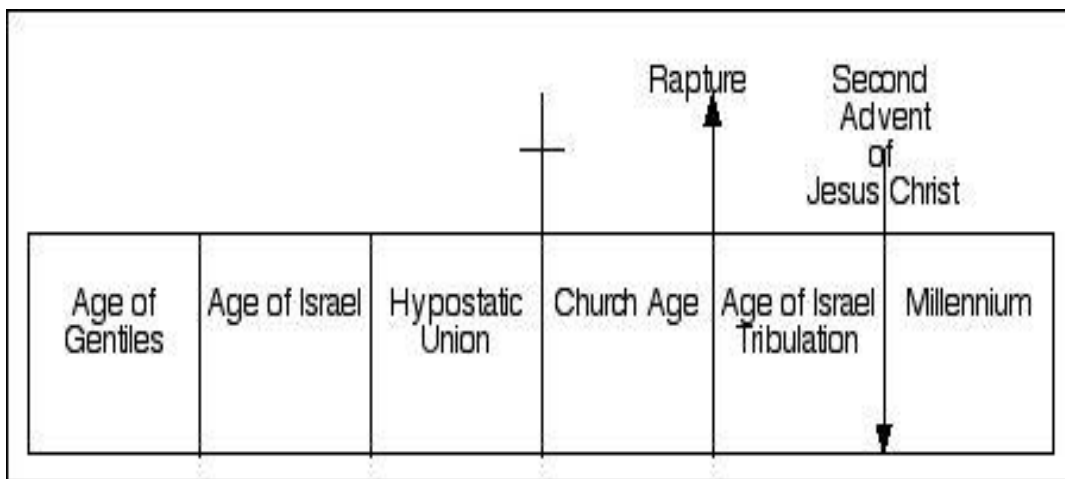 Rapture
Second
Advent
of
Jesus Christ
Age of
Gentiles
Age of Israel
Hypostatic
Union
Church Age
Age of Israel
Tribulation
Millennium